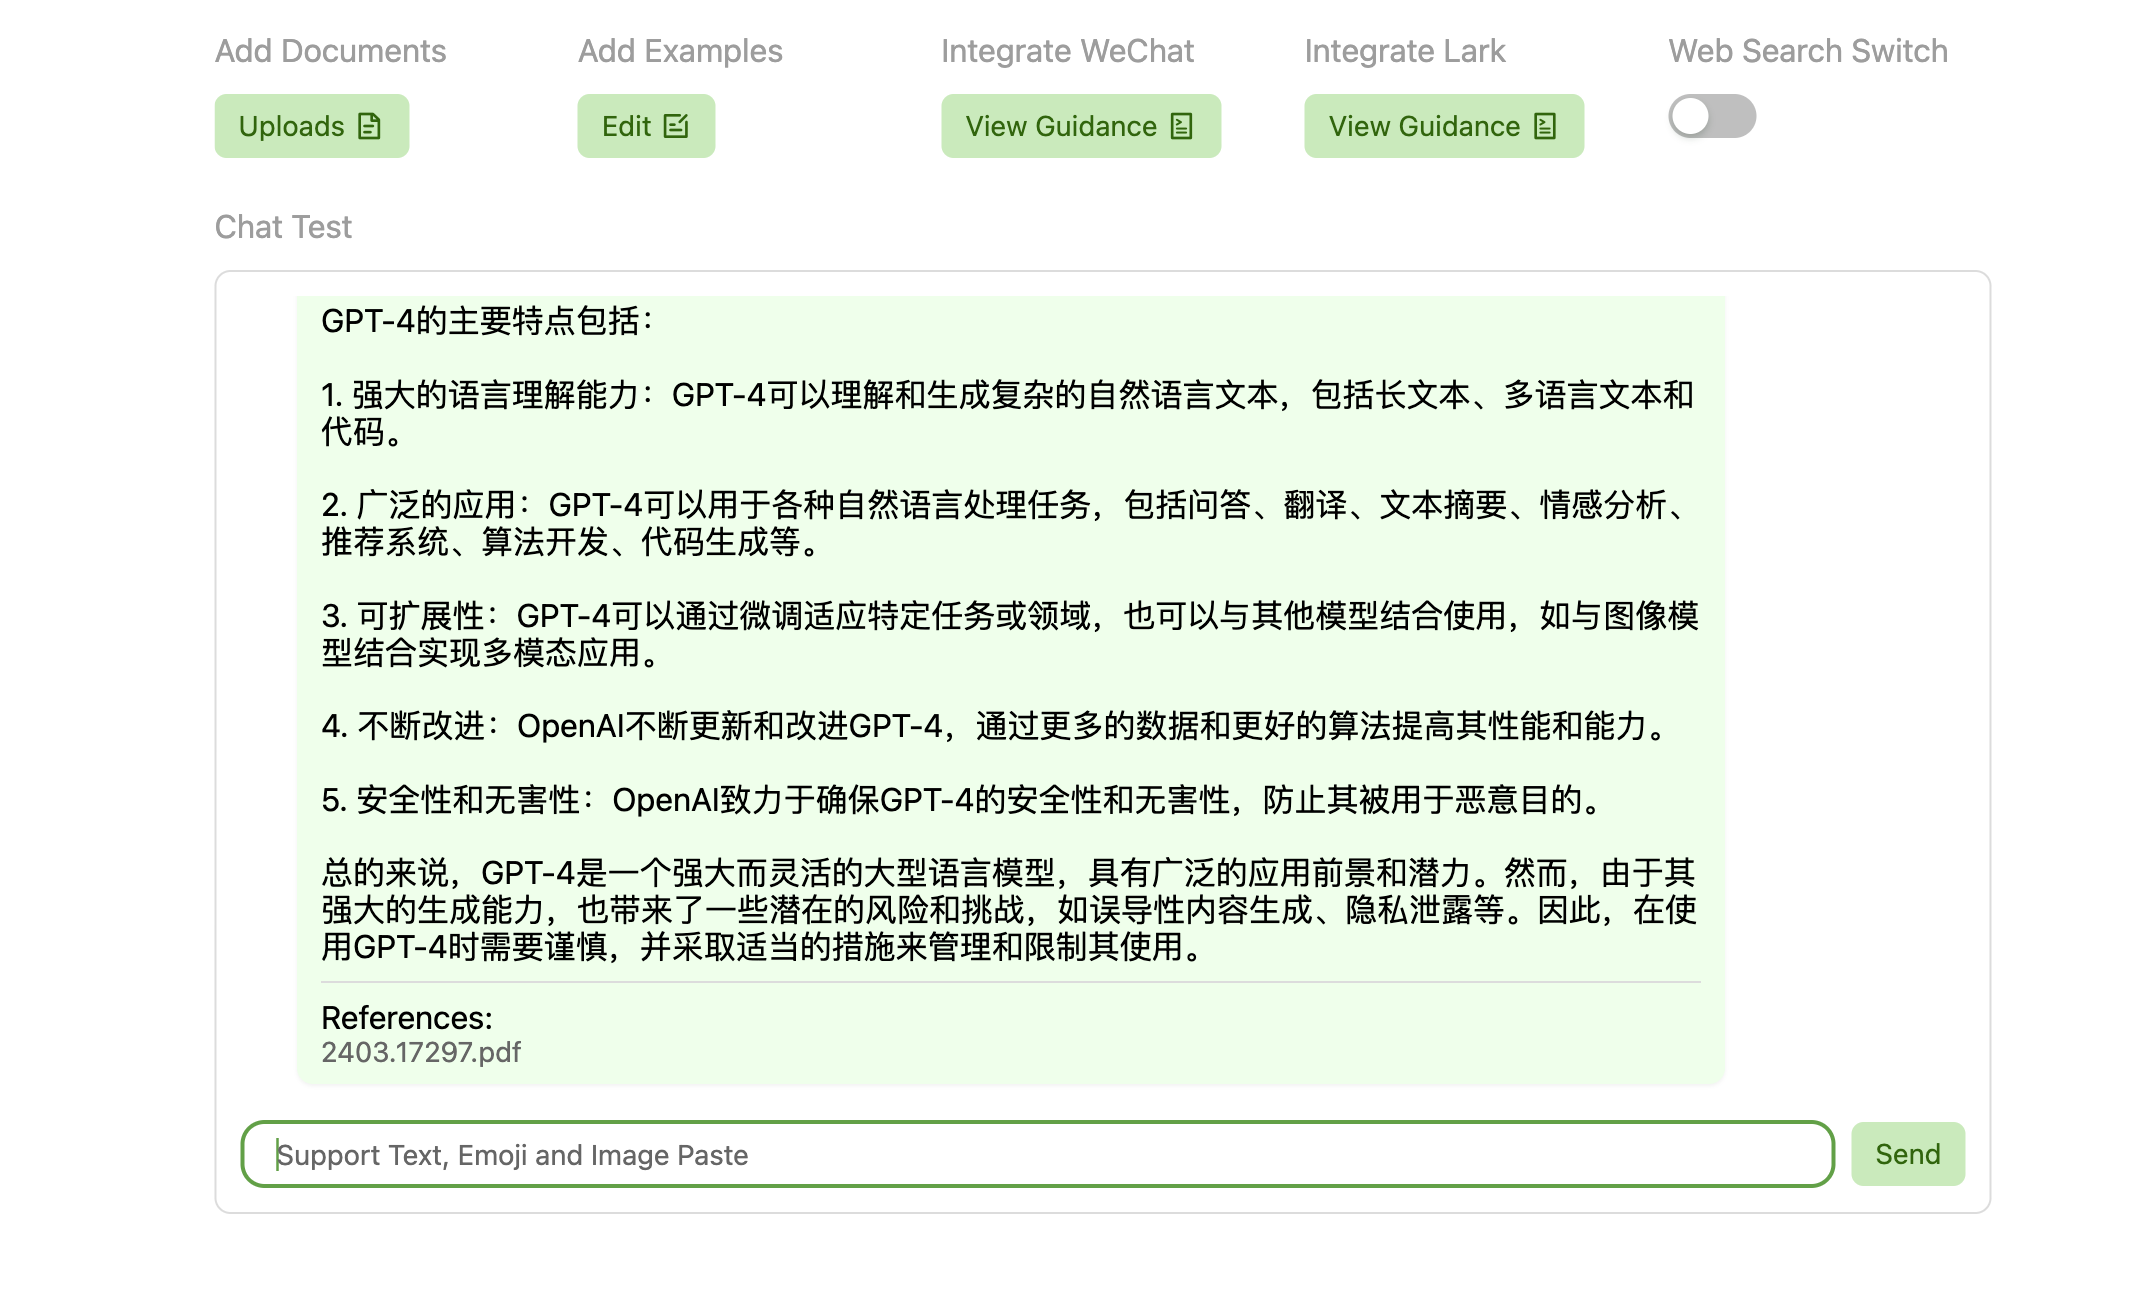 Add Documents
Add Examples
Integrate WeChat
Integrate Lark
Web Search Switch
Uploads
Edit
View Guidance
View Guidance
Chat Test
GPT-4的主要特点包括：
1. 强大的语言理解能力：GPT-4可以理解和生成复杂的自然语言文本，包括长文本、多语言文本和
代码。
2. 广泛的应用：GPT-4可以用于各种自然语言处理任务，包括问答、翻译、文本摘要、情感分析、
推荐系统、算法开发、代码生成等。
3. 可扩展性：GPT-4可以通过微调适应特定任务或领域，也可以与其他模型结合使用，如与图像模
型结合实现多模态应用。
4. 不断改进：OpenAI不断更新和改进GPT-4，通过更多的数据和更好的算法提高其性能和能力。
5. 安全性和无害性：OpenAI致力于确保GPT-4的安全性和无害性，防止其被用于恶意目的。
总的来说，GPT-4是一个强大而灵活的大型语言模型，具有广泛的应用前景和潜力。然而，由于其
强大的生成能力，也带来了一些潜在的风险和挑战，如误导性内容生成、隐私泄露等。因此，在使
用GPT-4时需要谨慎，并采取适当的措施来管理和限制其使用。
References:
2403.17297.pdf
Support Text, Emoji and Image Paste
Send